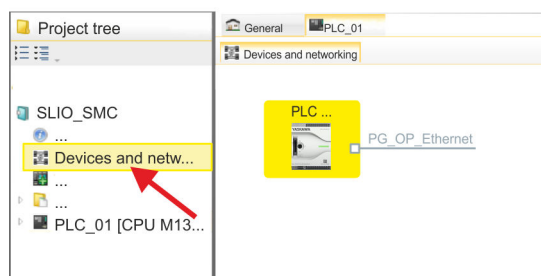 Project tree
SLIO_SMC
...
Devices and netw...
...
...
PLC_01 [CPU M13...
General
PLC_01
Devices and networking
PLC ...
YASKAWA
PG_OP_Ethernet